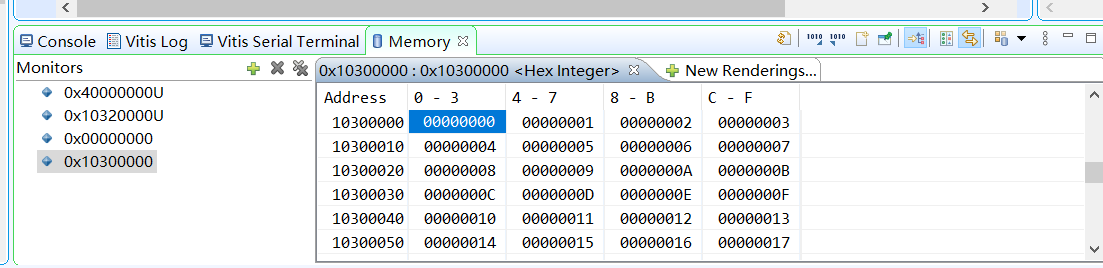 Console Vitis Log Vitis Serial Terminal Memory
Monitors
0x40000000U
0x10320000U
0x00000000
0x10300000
0x10300000 : 0x10300000 <Hex Integer> New Renderings...
Address 0 - 3 4 - 7 8 - B C - F
10300000 00000000 00000001 00000002 00000003
10300010 00000004 00000005 00000006 00000007
10300020 00000008 00000009 0000000A 0000000B
10300030 0000000C 0000000D 0000000E 0000000F
10300040 00000010 00000011 00000012 00000013
10300050 00000014 00000015 00000016 00000017